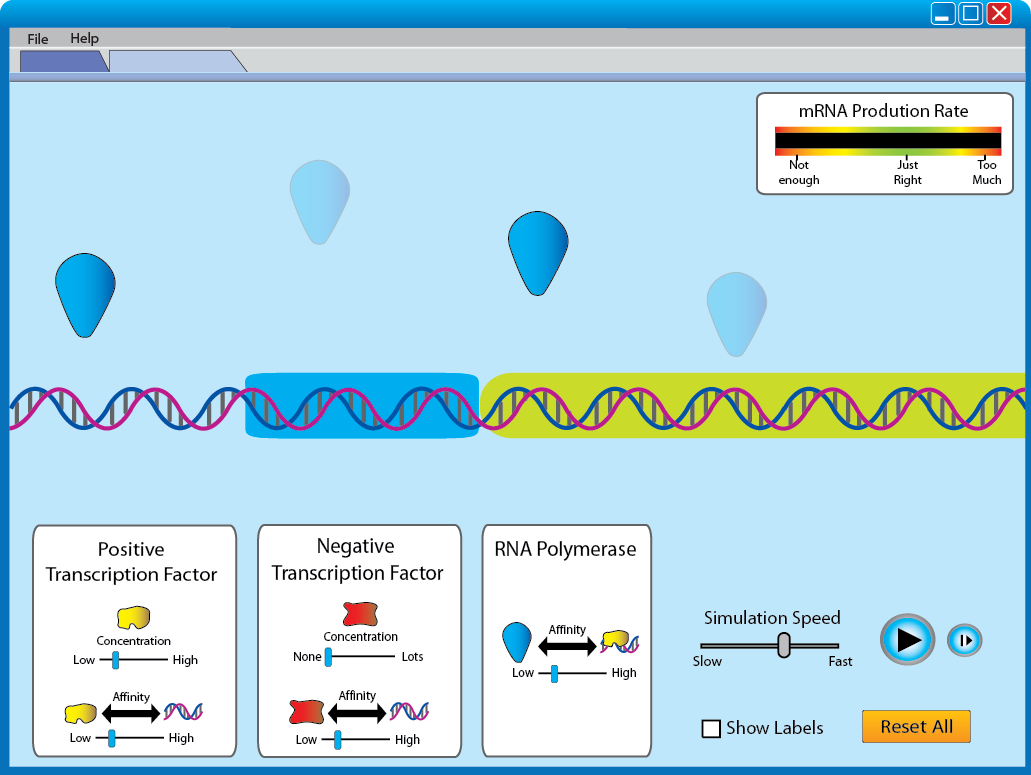 File Help
mRNA Prodution Rate
Not enough
Just Right
Too Much
Positive
Transcription Factor
Concentration
Low High
Affinity
Low High
Negative
Transcription Factor
Concentration
None Lots
Affinity
Low High
RNA Polymerase
Affinity
Low High
Simulation Speed
Slow Fast
Show Labels
Reset All